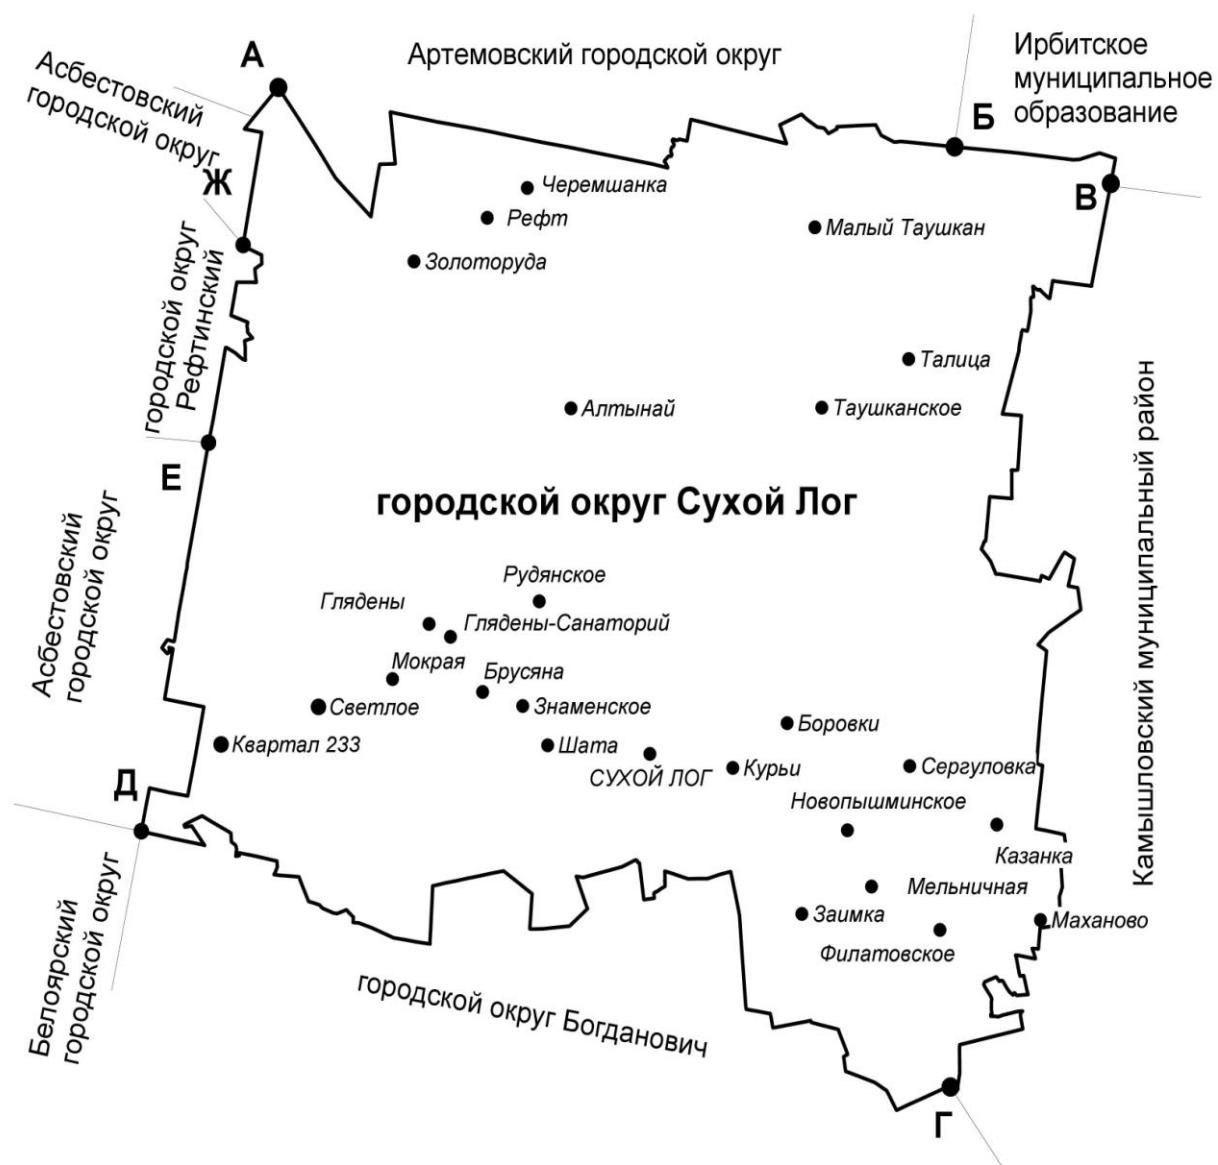 А
Артемовский городской округ
Б
Ирбитское
муниципальное
образование
Асбестовский
городской округ
Ж
В
Черемшанка
Рефт
Малый Таушкан
Золоторуда
городской округ
Рефтинский
Талица
Алтынай
Таушканское
Е
городской округ Сухой Лог
Камышловский муниципальный район
Асбестовский
городской округ
Рудянское
Глядены
Глядены-Санаторий
Мокрая
Брусяна
Светлое
Знаменское
Боровки
Квартал 233
Шата
СУХОЙ ЛОГ
Курьи
Сергуловка
Д
Новопышминское
Казанка
Мельничная
Заимка
Маханово
Филатовское
Белоярский
городской округ
городской округ Богданович
Г